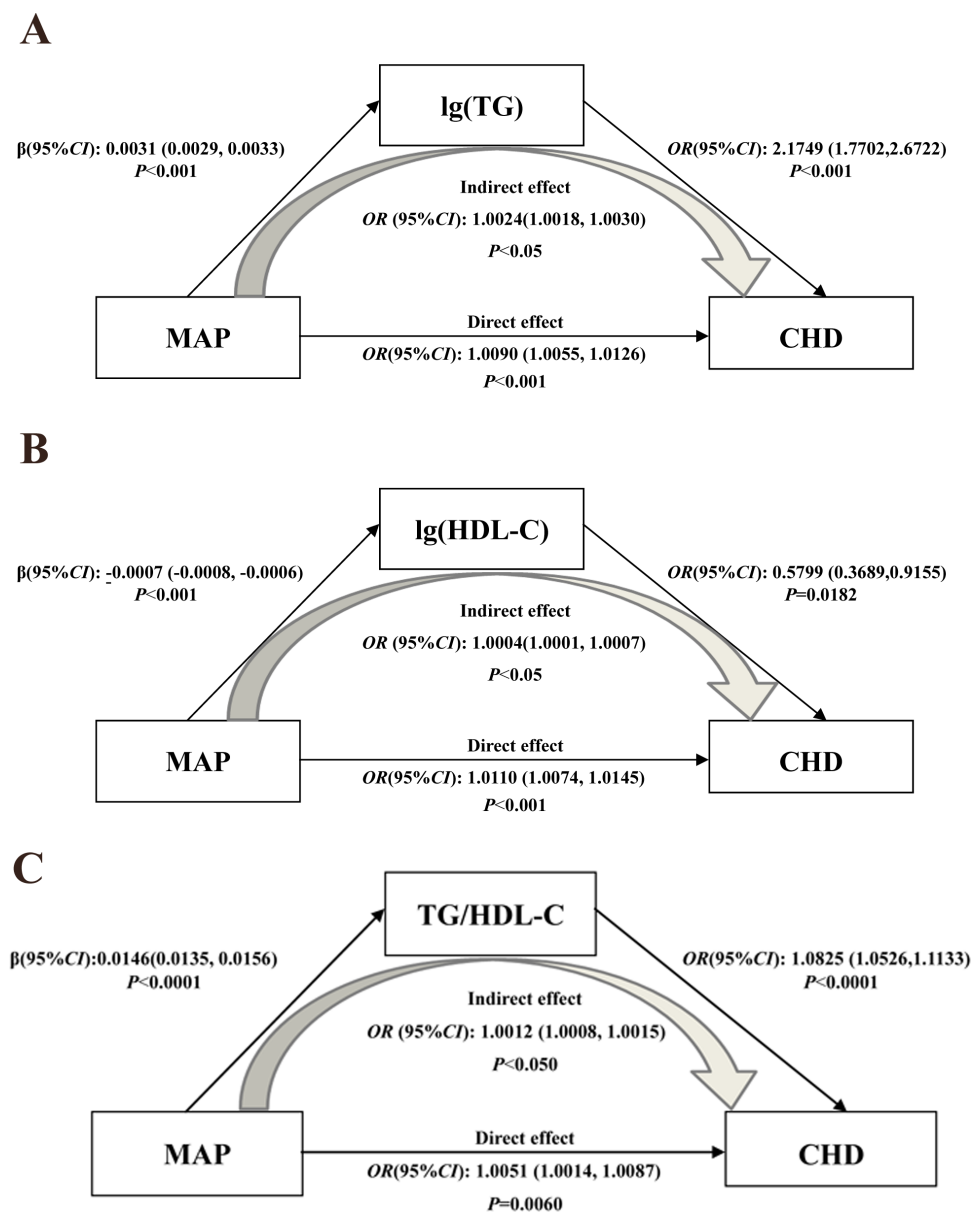 A
lg(TG)
β(95%CI): 0.0031 (0.0029, 0.0033)
P<0.001
OR(95%CI): 2.1749 (1.7702,2.6722)
P<0.001
Indirect effect
OR (95%CI): 1.0024(1.0018, 1.0030)
P<0.05
MAP
Direct effect
OR(95%CI): 1.0090 (1.0055, 1.0126)
P<0.001
CHD
B
lg(HDL-C)
β(95%CI): -0.0007 (-0.0008, -0.0006)
P<0.001
OR(95%CI): 0.5799 (0.3689,0.9155)
P=0.0182
Indirect effect
OR (95%CI): 1.0004(1.0001, 1.0007)
P<0.05
MAP
Direct effect
OR(95%CI): 1.0110 (1.0074, 1.0145)
P<0.001
CHD
C
TG/HDL-C
β(95%CI):0.0146(0.0135, 0.0156)
P<0.0001
OR(95%CI): 1.0825 (1.0526,1.1133)
P<0.0001
Indirect effect
OR (95%CI): 1.0012 (1.0008, 1.0015)
P<0.050
MAP
Direct effect
OR(95%CI): 1.0051 (1.0014, 1.0087)
P=0.0060
CHD